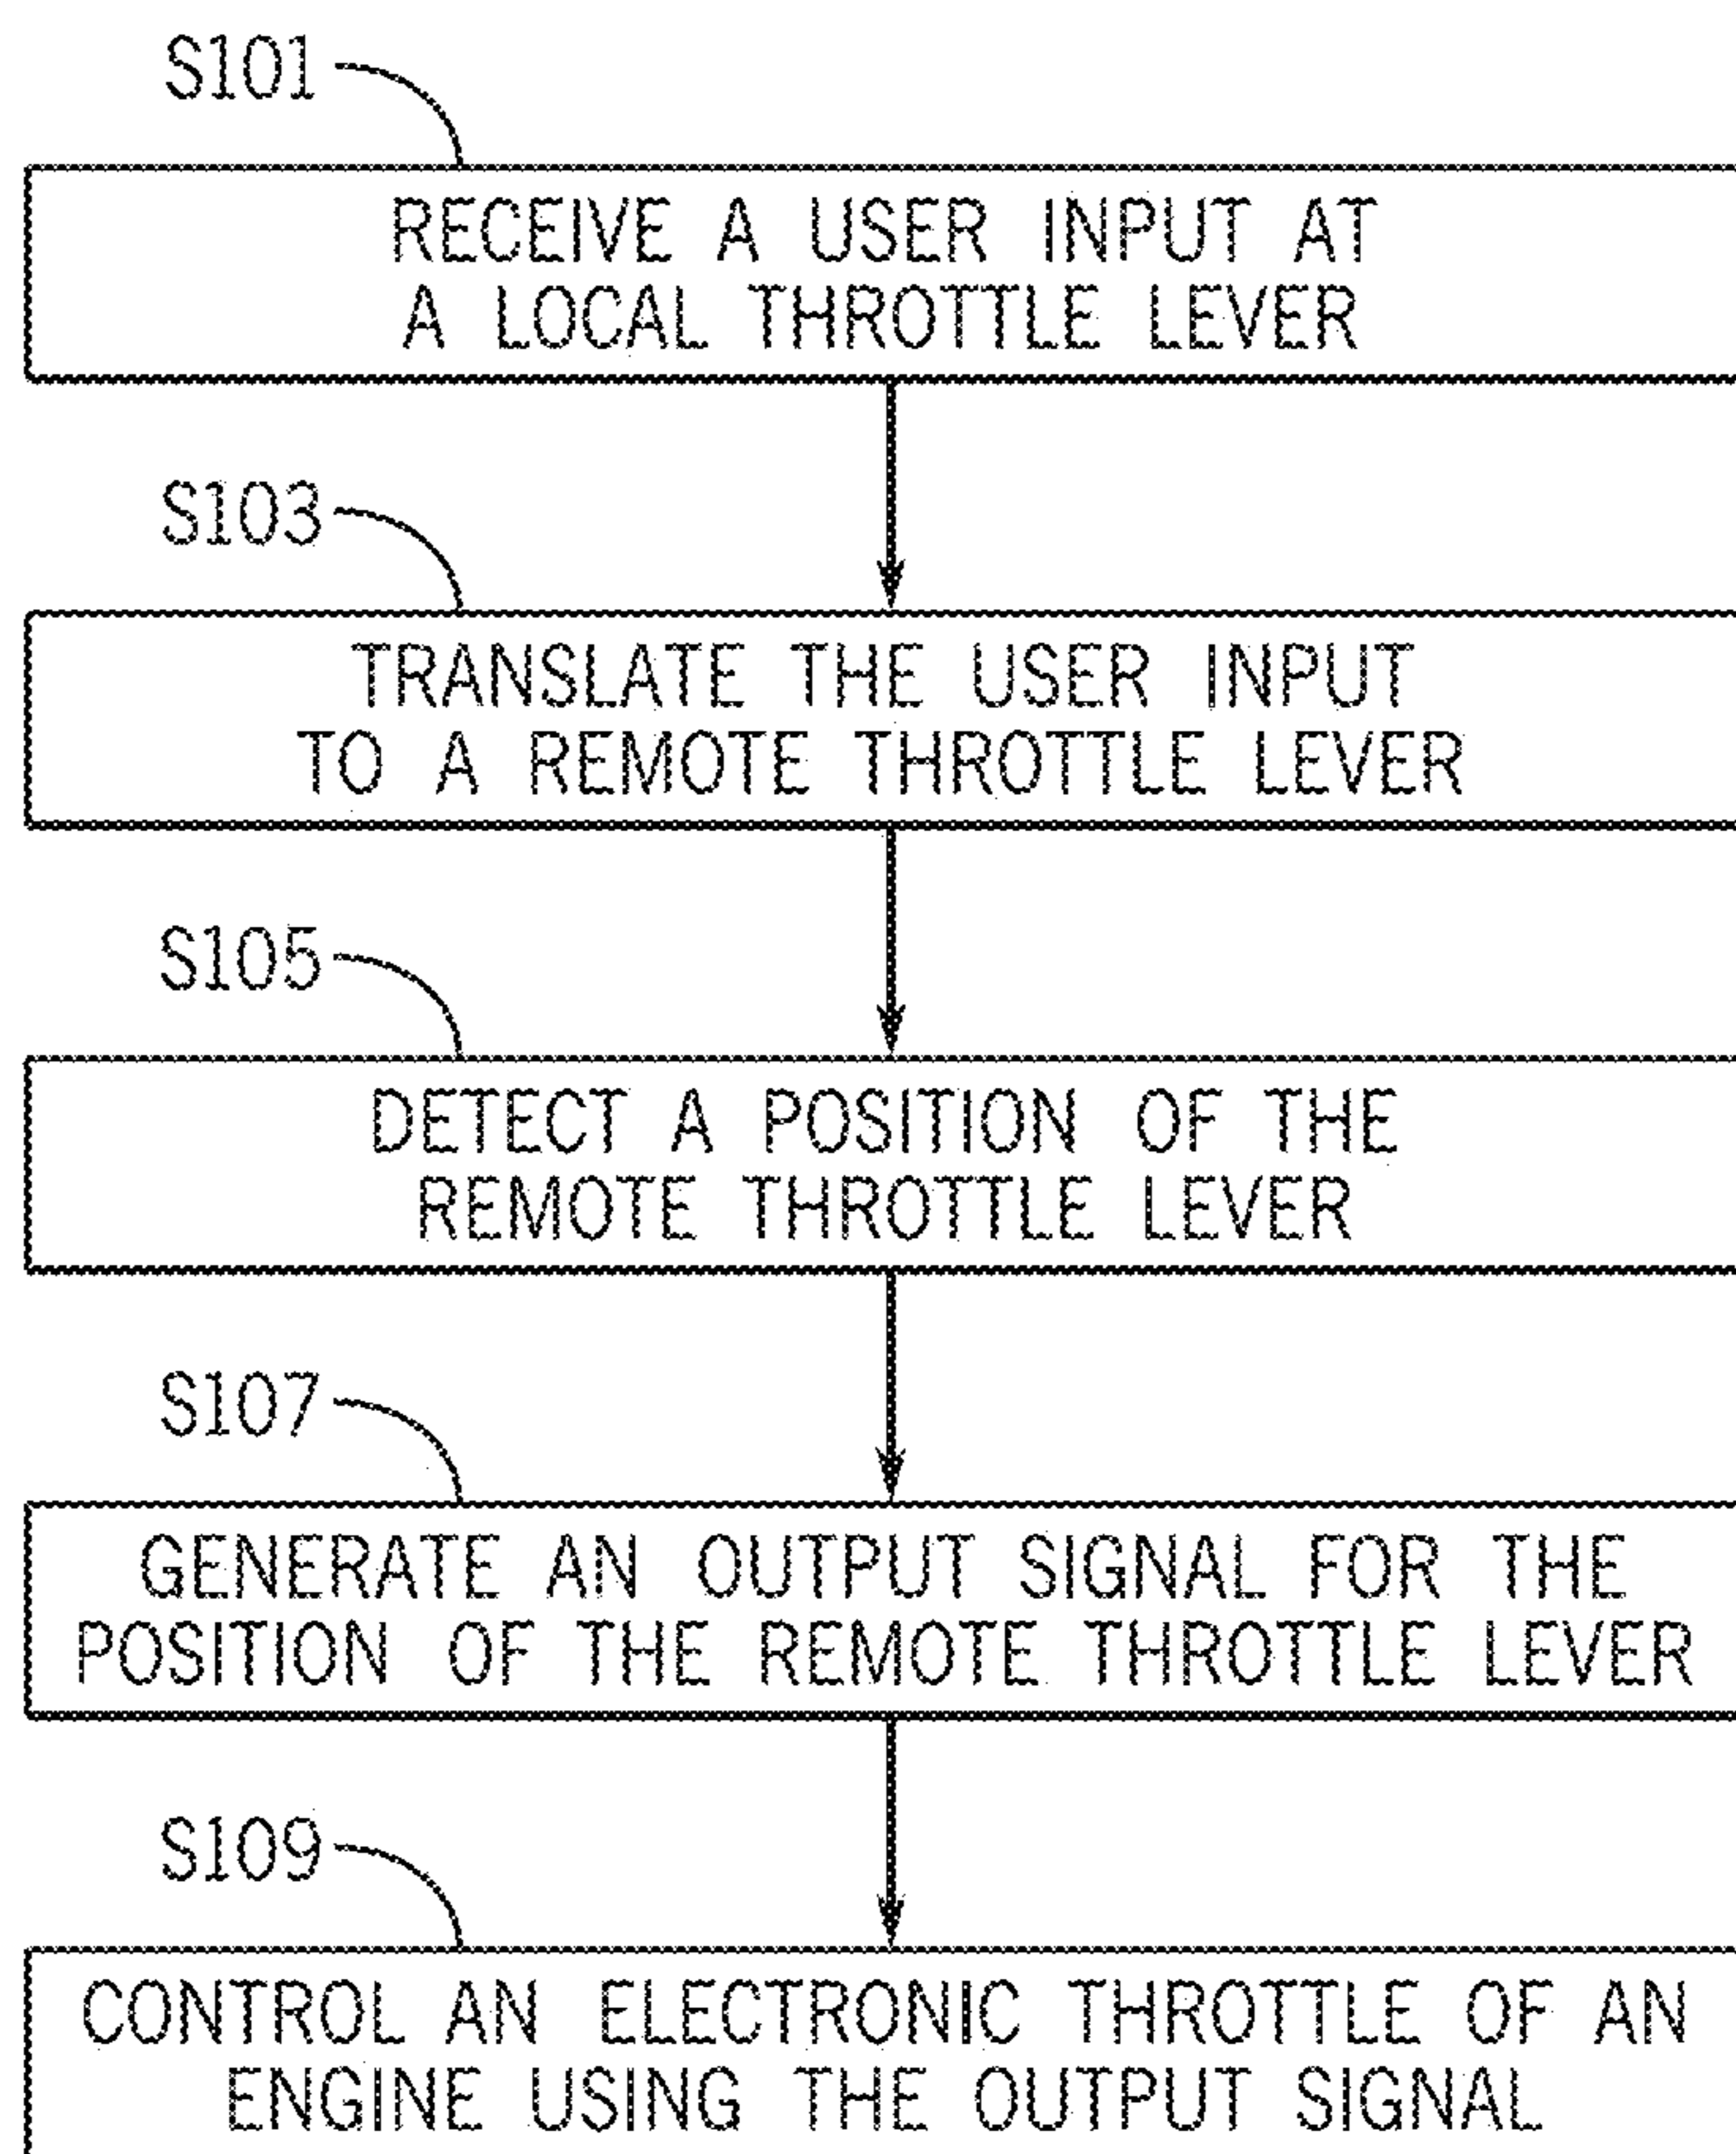 S101
RECEIVE A USER INPUT AT
A LOCAL THROTTLE LEVER
S103
TRANSLATE THE USER INPUT
TO A REMOTE THROTTLE LEVER
S105
DETECT A POSITION OF THE
REMOTE THROTTLE LEVER
S107
GENERATE AN OUTPUT SIGNAL FOR THE
POSITION OF THE REMOTE THROTTLE LEVER
S109
CONTROL AN ELECTRONIC THROTTLE OF AN
ENGINE USING THE OUTPUT SIGNAL